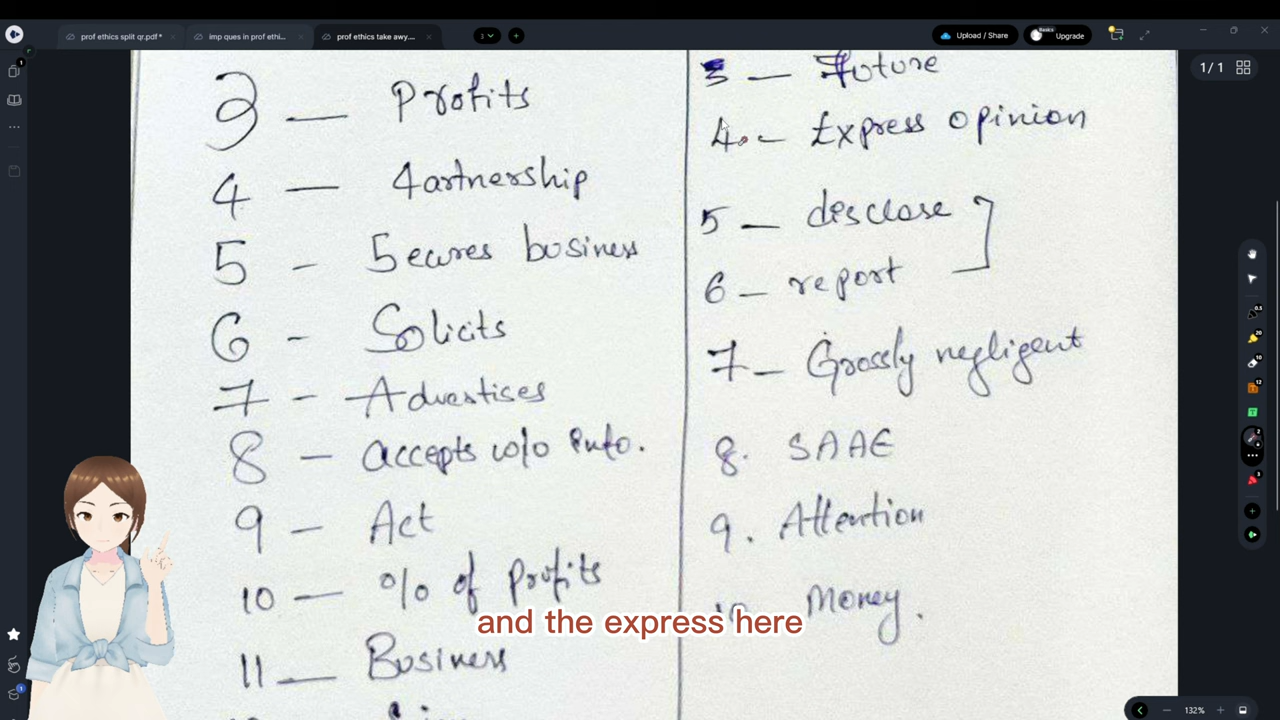 prof ethics split qr.pdf*
imp ques in prof ethi...
prof ethics take awy....
3
Upload / Share
Basics
Upgrade
1 / 1
3 — Profits
4 — 4artnership
5 - 5ecures business
6 - Solicits
7 - Advertises
8 - accepts w/o info.
9 - Act
10 — % of profits
11 — Business
3 — Future
4. - Express opinion
5 — disclose
6 — report
7 — Grossly negligent
8. SAAE
9. Attention
Money.
and the express here
132%